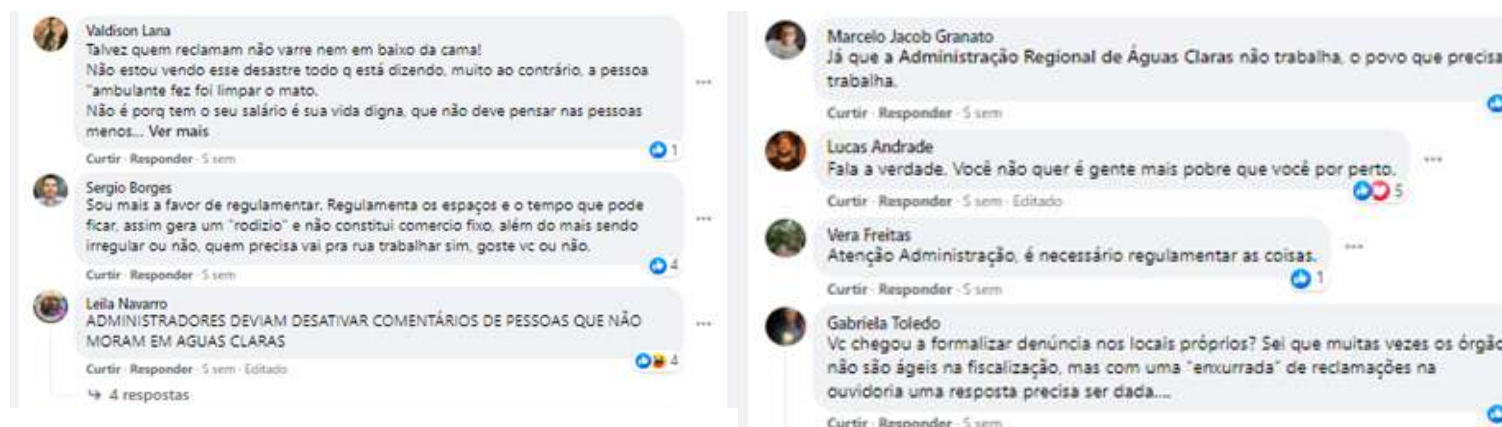 Valdison Lana
Talvez quem reclamam não varre nem em baixo da cama!
Não estou vendo esse desastre todo q está dizendo, muito ao contrário, a pessoa
"ambulante fez foi limpar o mato.
Não é porq tem o seu salário é sua vida digna, que não deve pensar nas pessoas
menos... Ver mais
Curtir · Responder · 5 sem
1
Sergio Borges
Sou mais a favor de regulamentar. Regulamenta os espaços e o tempo que pode
ficar, assim gera um "rodizio" e não constitui comercio fixo, além do mais sendo
irregular ou não, quem precisa vai pra rua trabalhar sim, goste vc ou não.
Curtir · Responder · 5 sem
4
Leila Navarro
ADMINISTRADORES DEVIAM DESATIVAR COMENTÁRIOS DE PESSOAS QUE NÃO
MORAM EM AGUAS CLARAS
Curtir · Responder · 5 sem · Editado
4
4 respostas
Marcelo Jacob Granato
Já que a Administração Regional de Águas Claras não trabalha, o povo que precisa
trabalha.
Curtir · Responder · 5 sem
Lucas Andrade
Fala a verdade. Você não quer é gente mais pobre que você por perto.
5
Curtir · Responder · 5 sem · Editado
Vera Freitas
Atenção Administração, é necessário regulamentar as coisas.
1
Curtir · Responder · 5 sem
Gabriela Toledo
Vc chegou a formalizar denúncia nos locais próprios? Sei que muitas vezes os órgão
não são ágeis na fiscalização, mas com uma "enxurrada" de reclamações na
ouvidoria uma resposta precisa ser dada....
Curtir · Responder · 5 sem